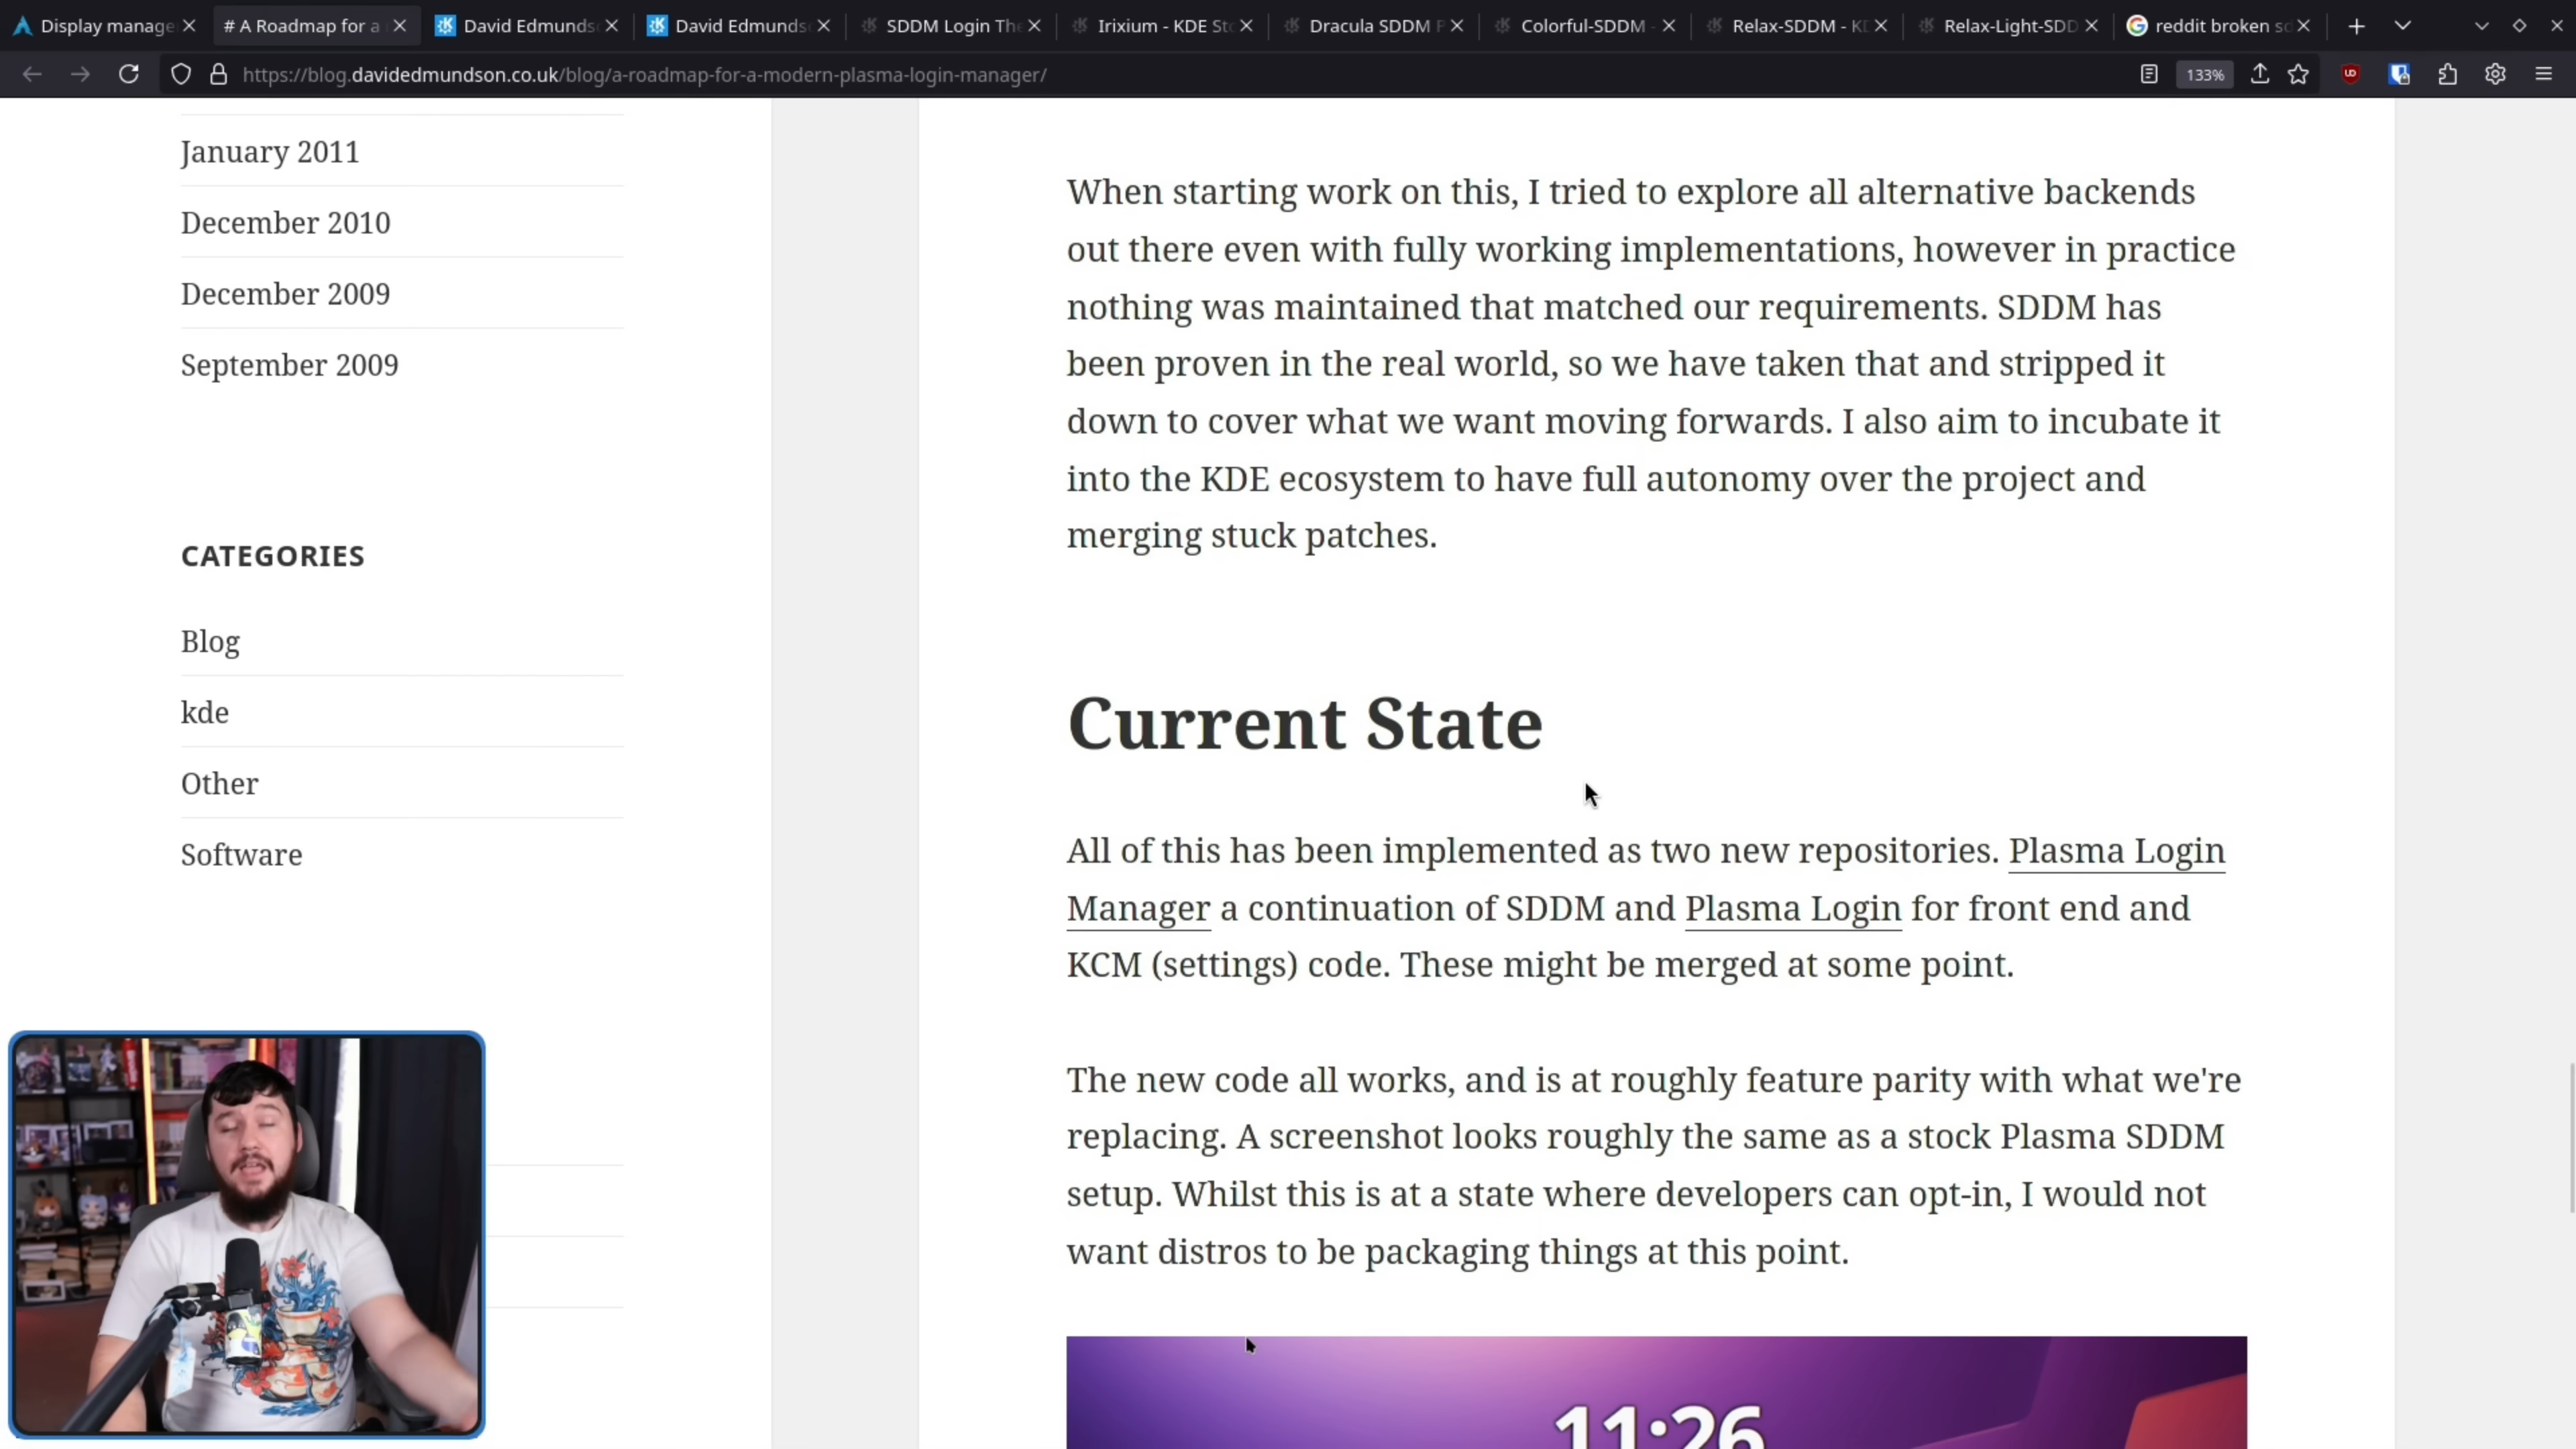 Display manage
# A Roadmap for a
David Edmunds
David Edmunds
SDDM Login The
Irixium - KDE Sto
Dracula SDDM P
Colorful-SDDM -
Relax-SDDM - KD
Relax-Light-SDD
reddit broken sd
https://blog.davidedmundson.co.uk/blog/a-roadmap-for-a-modern-plasma-login-manager/
133%
January 2011
December 2010
December 2009
September 2009
CATEGORIES
Blog
kde
Other
Software
When starting work on this, I tried to explore all alternative backends
out there even with fully working implementations, however in practice
nothing was maintained that matched our requirements. SDDM has
been proven in the real world, so we have taken that and stripped it
down to cover what we want moving forwards. I also aim to incubate it
into the KDE ecosystem to have full autonomy over the project and
merging stuck patches.
Current State
All of this has been implemented as two new repositories. Plasma Login
Manager a continuation of SDDM and Plasma Login for front end and
KCM (settings) code. These might be merged at some point.
The new code all works, and is at roughly feature parity with what we're
replacing. A screenshot looks roughly the same as a stock Plasma SDDM
setup. Whilst this is at a state where developers can opt-in, I would not
want distros to be packaging things at this point.
11:26